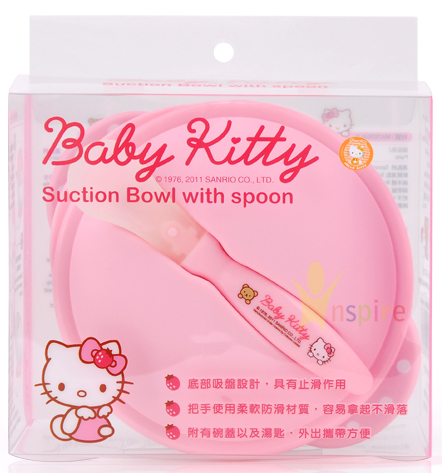 Suction Bowl with spoon
Baby Kitty
© 1976, 2011 SANRIO CO., LTD.
Suction Bowl with spoon
Baby Kitty
nspire
底部吸盤設計，具有止滑作用
把手使用柔軟防滑材質，容易拿起不滑落
附有碗蓋以及湯匙，外出攜帶方便